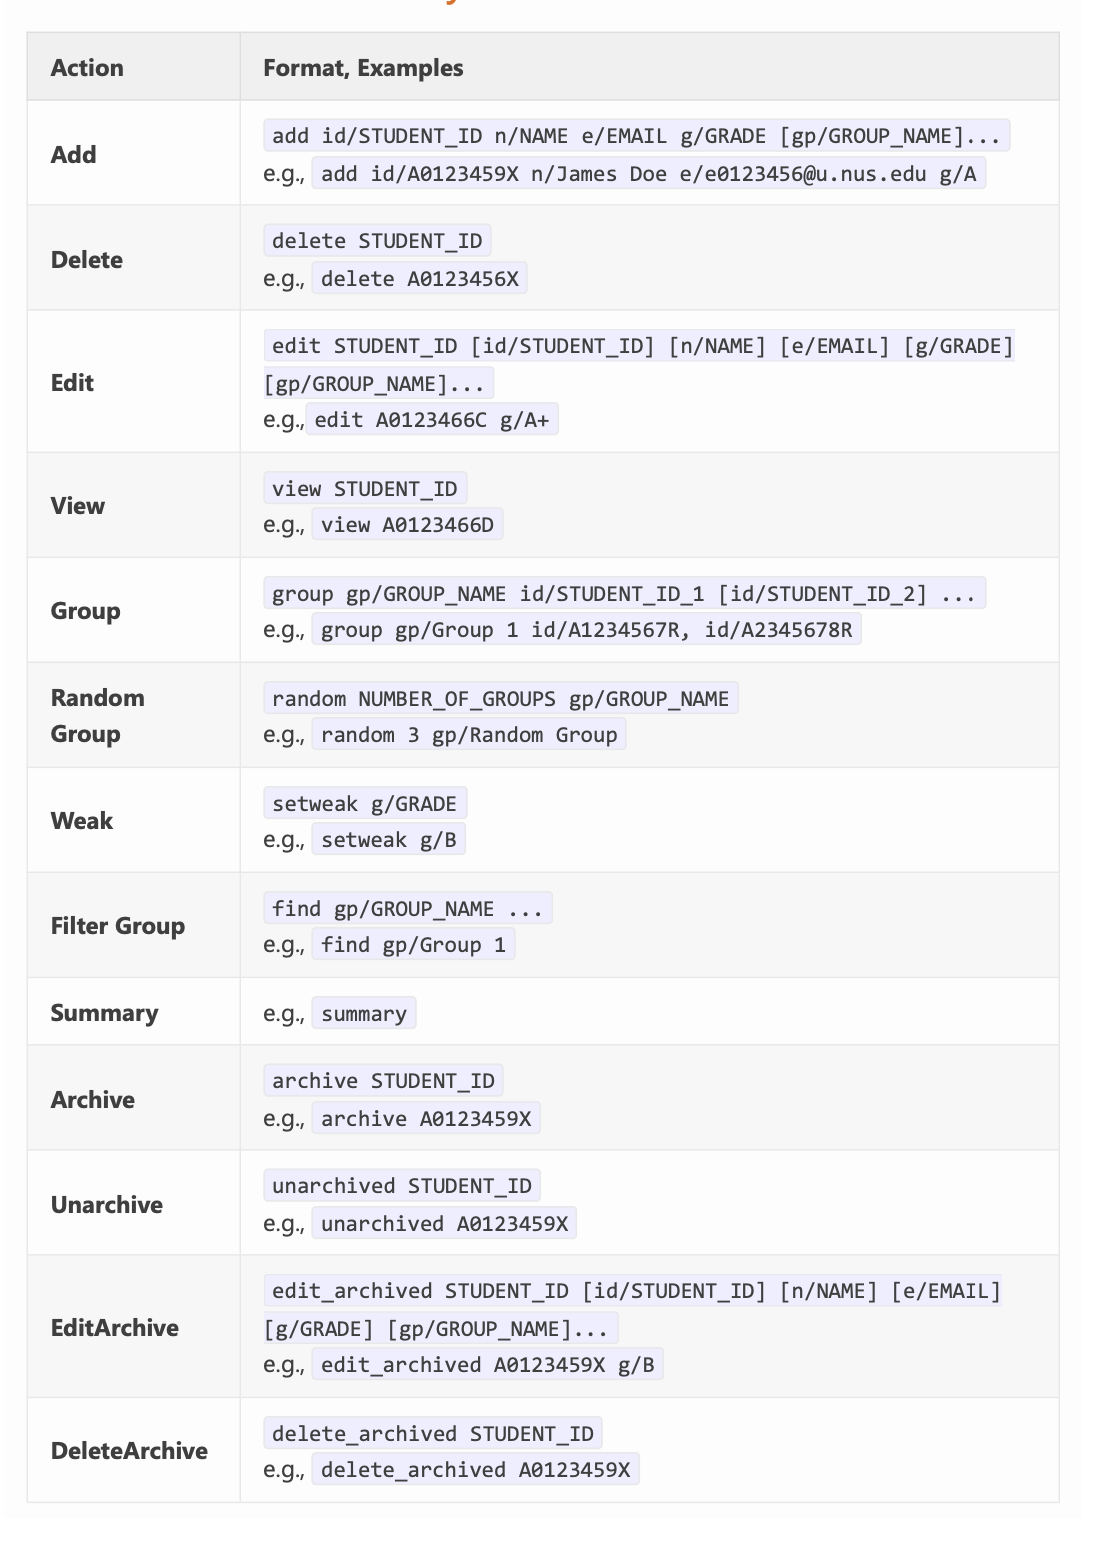 Action Format, Examples
Add
add id/STUDENT_ID n/NAME e/EMAIL g/GRADE [gp/GROUP_NAME]...
e.g., add id/A0123459X n/James Doe e/e0123456@u.nus.edu g/A
Delete
delete STUDENT_ID
e.g., delete A0123456X
Edit
edit STUDENT_ID [id/STUDENT_ID] [n/NAME] [e/EMAIL] [g/GRADE]
[gp/GROUP_NAME]...
e.g., edit A0123466C g/A+
View
view STUDENT_ID
e.g., view A0123466D
Group
group gp/GROUP_NAME id/STUDENT_ID_1 [id/STUDENT_ID_2] ...
e.g., group gp/Group 1 id/A1234567R, id/A2345678R
Random
Group
random NUMBER_OF_GROUPS gp/GROUP_NAME
e.g., random 3 gp/Random Group
Weak
setweak g/GRADE
e.g., setweak g/B
Filter Group
find gp/GROUP_NAME ...
e.g., find gp/Group 1
Summary
e.g., summary
Archive
archive STUDENT_ID
e.g., archive A0123459X
Unarchive
unarchived STUDENT_ID
e.g., unarchived A0123459X
EditArchive
edit_archived STUDENT_ID [id/STUDENT_ID] [n/NAME] [e/EMAIL]
[g/GRADE] [gp/GROUP_NAME]...
e.g., edit_archived A0123459X g/B
DeleteArchive
delete_archived STUDENT_ID
e.g., delete_archived A0123459X